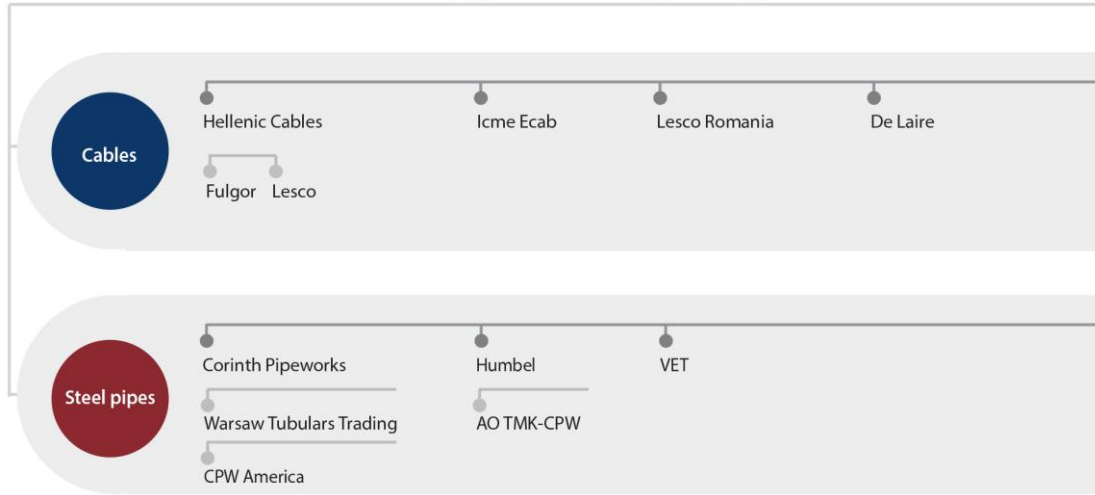 Cables
Hellenic Cables
Icme Ecab
Lesco Romania
De Laire
Fulgor
Lesco
Steel pipes
Corinth Pipeworks
Humbel
VET
Warsaw Tubulars Trading
AO TMK-CPW
CPW America